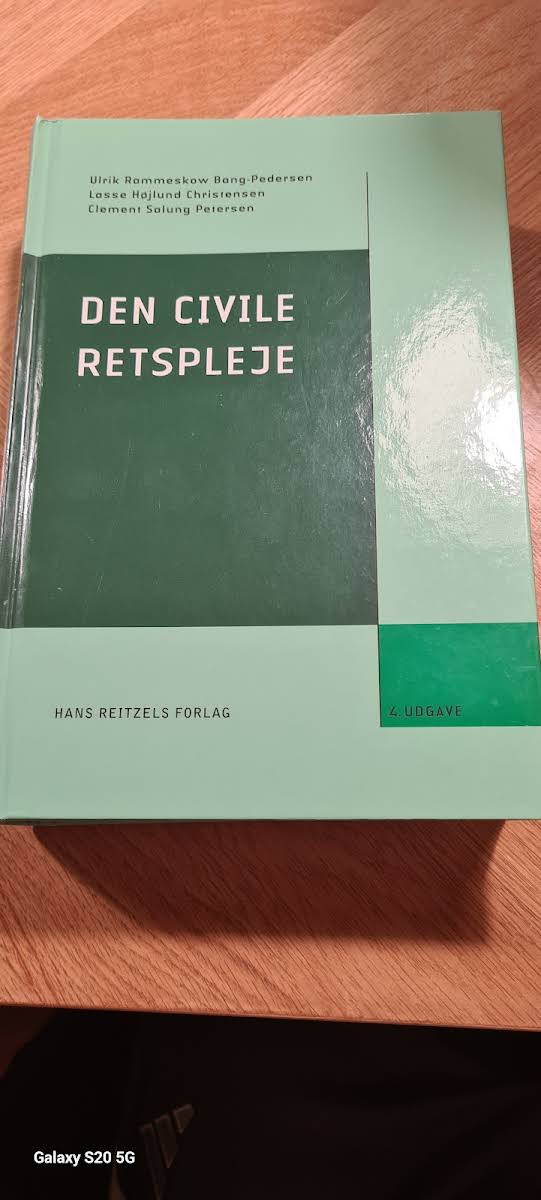 Ulrik Rammeskow Bang-Pedersen
Lasse Højlund Christensen
Clement Salung Petersen
DEN CIVILE
RETSPLEJE
HANS REITZELS FORLAG
4. UDGAVE
Galaxy S20 5G